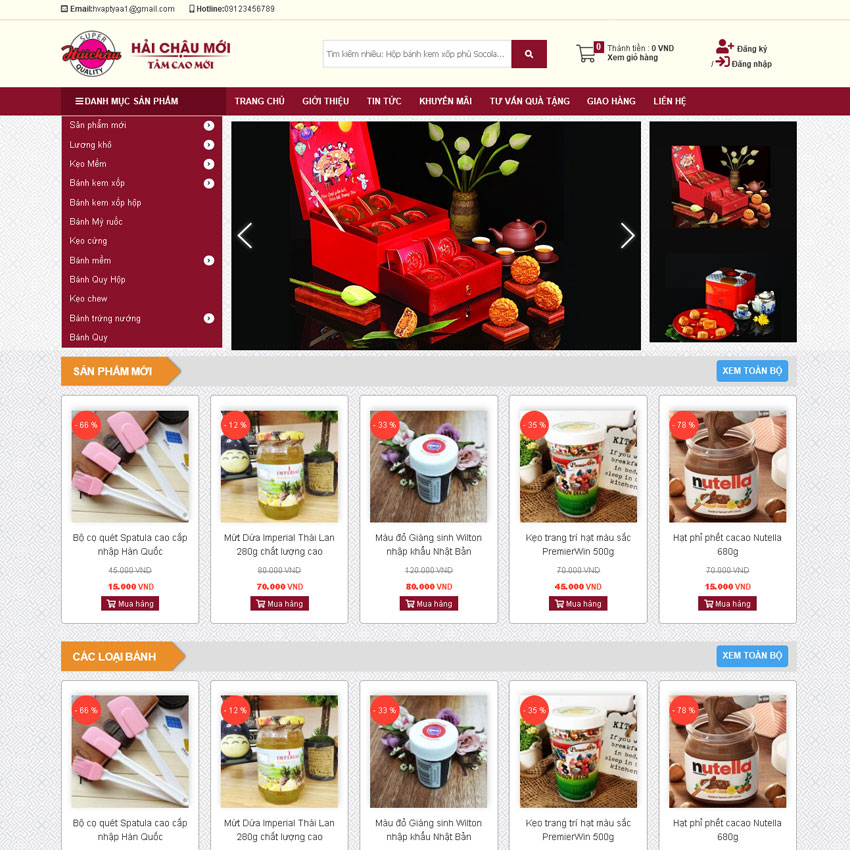 Email:hvaptyaa1@gmail.com
Hotline:09123456789
SUPER
Haichau
QUALITY
HẢI CHÂU MỚI
TẦM CAO MỚI
Tìm kiếm nhiều: Hộp bánh kem xốp phủ Socola...
0
Thành tiền : 0 VND
Xem giỏ hàng
Đăng ký
/ Đăng nhập
DANH MỤC SẢN PHẨM
TRANG CHỦ
GIỚI THIỆU
TIN TỨC
KHUYẾN MÃI
TƯ VẤN QUÀ TẶNG
GIAO HÀNG
LIÊN HỆ
Sản phẩm mới
Lương khô
Kẹo Mềm
Bánh kem xốp
Bánh kem xốp hộp
Bánh Mỳ ruốc
Kẹo cứng
Bánh mềm
Bánh Quy Hộp
Kẹo chew
Bánh trứng nướng
Bánh Quy
SẢN PHẨM MỚI
XEM TOÀN BỘ
- 66 %
- 12 %
- 33 %
- 35 %
- 78 %
IMPERIAL
nutella
Bộ cọ quét Spatula cao cấp
nhập Hàn Quốc
45.000 VND
15.000 VND
Mua hàng
Mứt Dừa Imperial Thái Lan
280g chất lượng cao
80.000 VND
70.000 VND
Mua hàng
Màu đỏ Giáng sinh Wilton
nhập khẩu Nhật Bản
120.000 VND
80.000 VND
Mua hàng
Kẹo trang trí hạt màu sắc
PremierWin 500g
70.000 VND
45.000 VND
Mua hàng
Hạt phỉ phết cacao Nutella
680g
70.000 VND
15.000 VND
Mua hàng
CÁC LOẠI BÁNH
XEM TOÀN BỘ
- 66 %
- 12 %
- 33 %
- 35 %
- 78 %
IMPERIAL
nutella
Bộ cọ quét Spatula cao cấp
nhập Hàn Quốc
Mứt Dừa Imperial Thái Lan
280g chất lượng cao
Màu đỏ Giáng sinh Wilton
nhập khẩu Nhật Bản
Kẹo trang trí hạt màu sắc
PremierWin 500g
Hạt phỉ phết cacao Nutella
680g